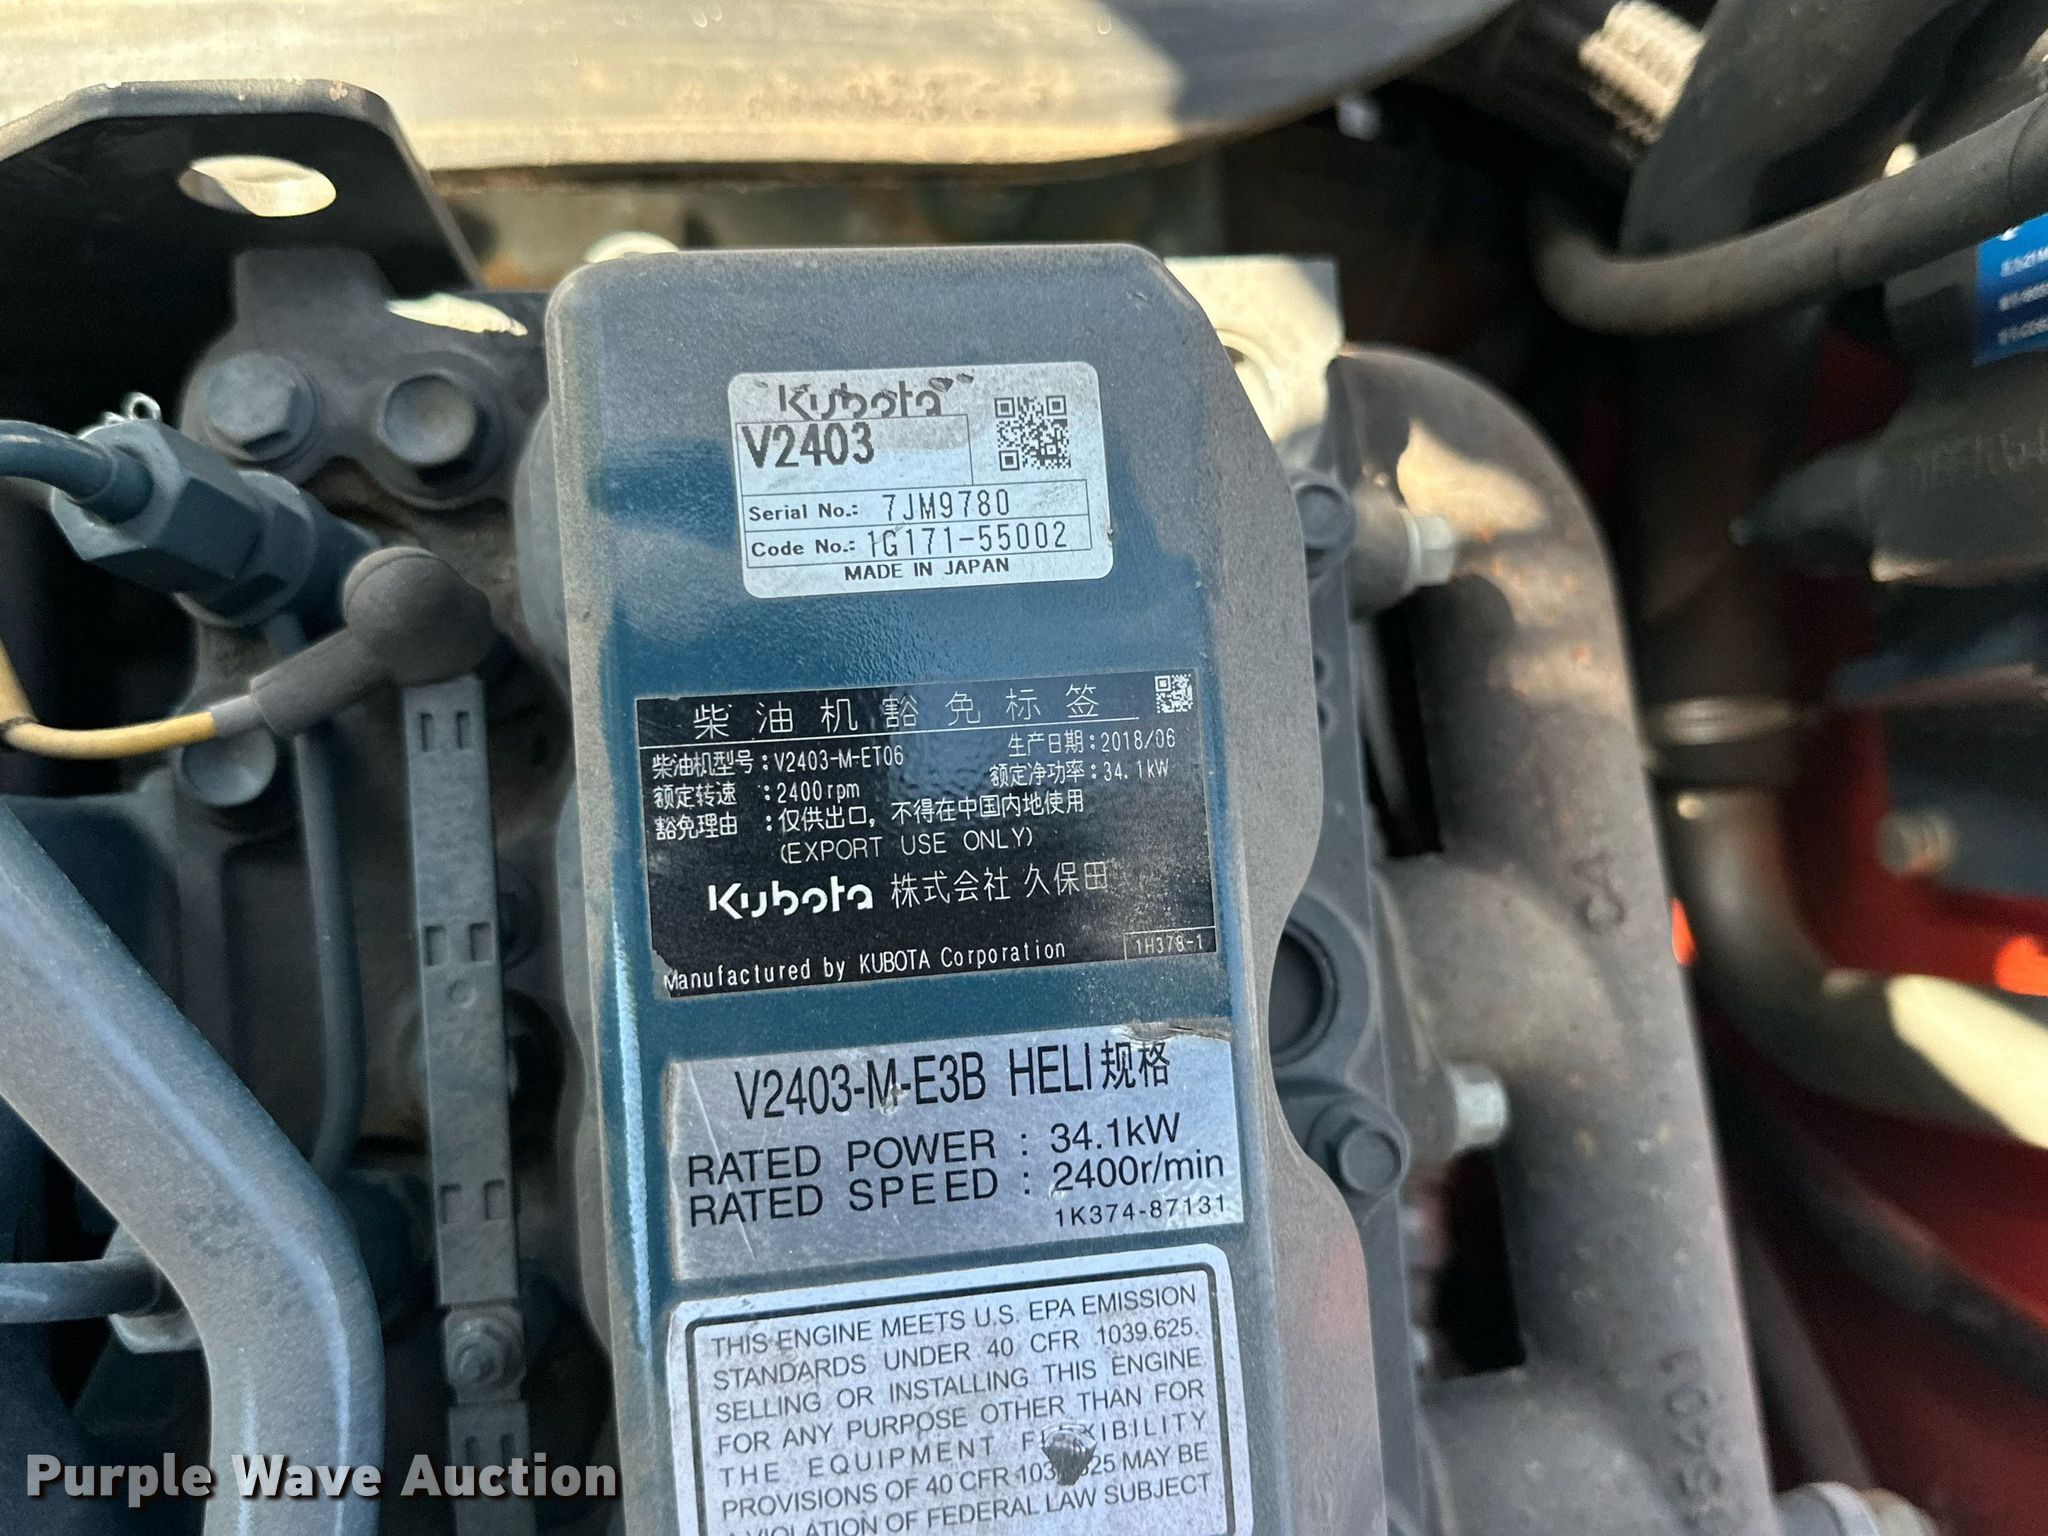 Kubota
V2403
Serial No.: 7JM9780
Code No.: 1G171-55002
MADE IN JAPAN
柴油机豁免标签
柴油机型号：V2403-M-ET06 生产日期：2018/06
额定转速 ：2400rpm 额定净功率：34.1kW
豁免理由 ：仅供出口，不得在中国内地使用
(EXPORT USE ONLY)
Kubota 株式会社 久保田
Manufactured by KUBOTA Corporation 1H378-1
V2403-M-E3B HELI规格
RATED POWER : 34.1kW
RATED SPEED : 2400r/min
1K374-87131
THIS ENGINE MEETS U.S. EPA EMISSION
STANDARDS UNDER 40 CFR 1039.625.
SELLING OR INSTALLING THIS ENGINE
FOR ANY PURPOSE OTHER THAN FOR
THE EQUIPMENT
PROVISIONS OF 40 CFR MAY BE
A VIOLATION OF FEDERAL LAW SUBJECT
CA
Purple Wave Auction